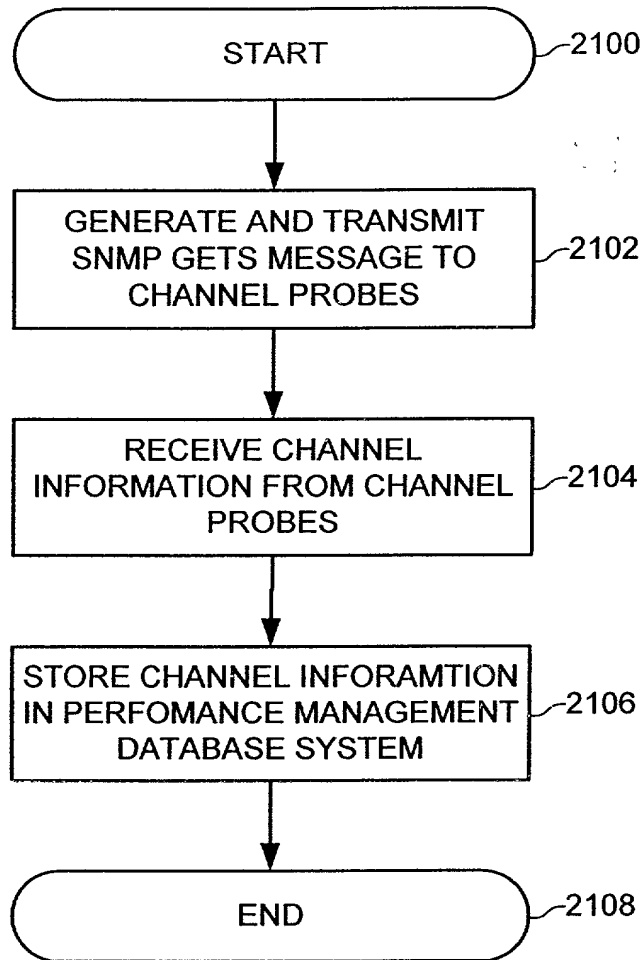 START
2100
GENERATE AND TRANSMIT
SNMP GETS MESSAGE TO
CHANNEL PROBES
2102
RECEIVE CHANNEL
INFORMATION FROM CHANNEL
PROBES
2104
STORE CHANNEL INFORAMTION
IN PERFOMANCE MANAGEMENT
DATABASE SYSTEM
2106
END
2108